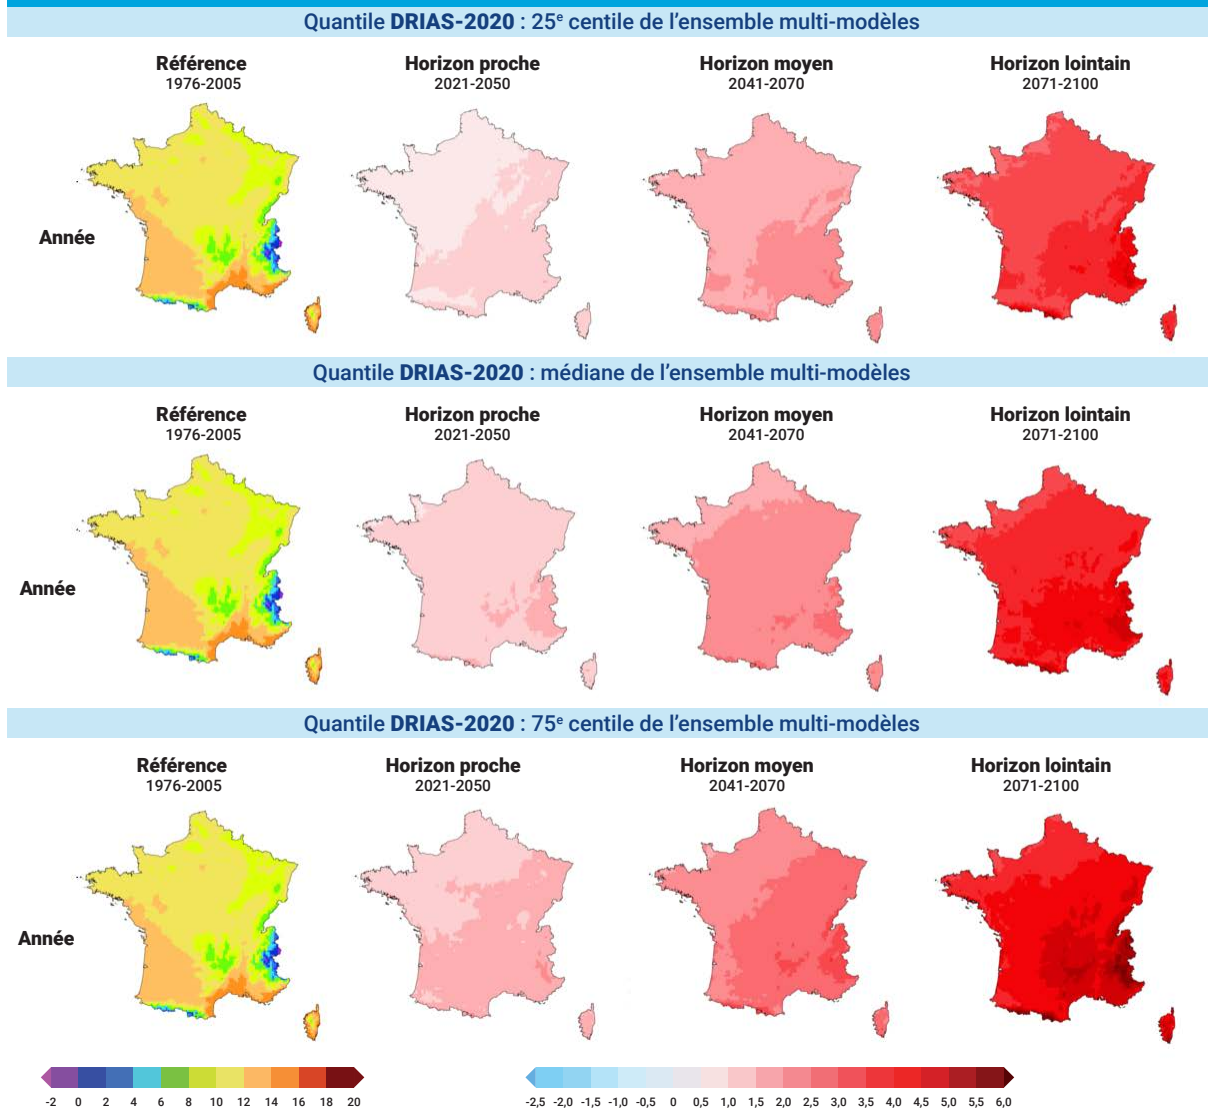 Quantile DRIAS-2020 : 25e centile de l’ensemble multi-modèles
Référence Horizon proche Horizon moyen Horizon lointain
1976-2005 2021-2050 2041-2070 2071-2100
Année
Quantile DRIAS-2020 : médiane de l’ensemble multi-modèles
Référence Horizon proche Horizon moyen Horizon lointain
1976-2005 2021-2050 2041-2070 2071-2100
Année
Quantile DRIAS-2020 : 75e centile de l’ensemble multi-modèles
Référence Horizon proche Horizon moyen Horizon lointain
1976-2005 2021-2050 2041-2070 2071-2100
Année
-2 0 2 4 6 8 10 12 14 16 18 20
-2,5 -2,0 -1,5 -1,0 -0,5 0 0,5 1,0 1,5 2,0 2,5 3,0 3,5 4,0 4,5 5,0 5.5 6,0